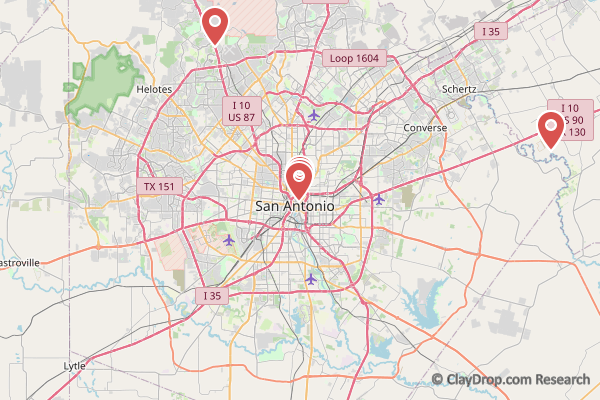 I 35
Loop 1604
Helotes
Schertz
I 10
US 87
I 10
S 90
. 130
Converse
TX 151
San Antonio
astroville
I 35
Lytle
© ClayDrop.com Research